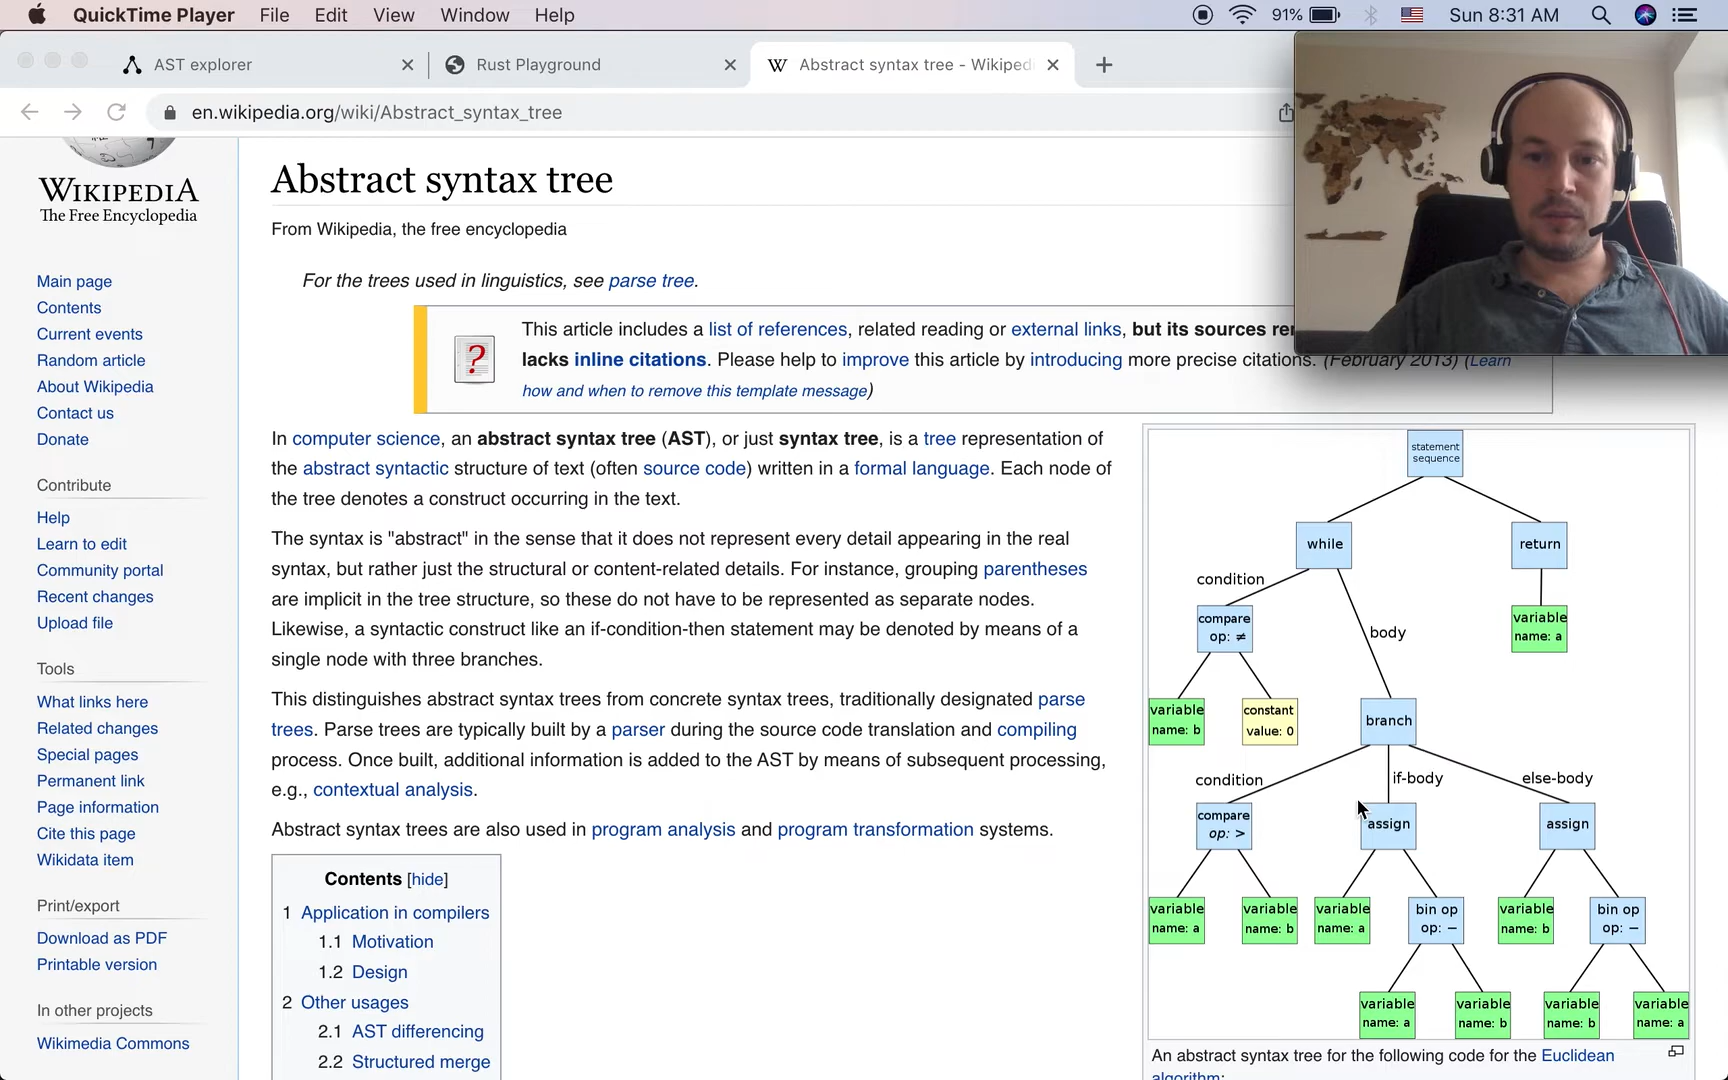 QuickTime Player File Edit View Window Help 91% Sun 8:31 AM
AST explorer Rust Playground Abstract syntax tree - Wikiped
en.wikipedia.org/wiki/Abstract_syntax_tree
WIKIPEDIA
The Free Encyclopedia
Main page
Contents
Current events
Random article
About Wikipedia
Contact us
Donate
Contribute
Help
Learn to edit
Community portal
Recent changes
Upload file
Tools
What links here
Related changes
Special pages
Permanent link
Page information
Cite this page
Wikidata item
Print/export
Download as PDF
Printable version
In other projects
Wikimedia Commons
Abstract syntax tree
From Wikipedia, the free encyclopedia
For the trees used in linguistics, see parse tree.
This article includes a list of references, related reading or external links, but its sources
lacks inline citations. Please help to improve this article by introducing more precise citations. (February 2013) (Learn
how and when to remove this template message)
In computer science, an abstract syntax tree (AST), or just syntax tree, is a tree representation of
the abstract syntactic structure of text (often source code) written in a formal language. Each node of
the tree denotes a construct occurring in the text.
The syntax is "abstract" in the sense that it does not represent every detail appearing in the real
syntax, but rather just the structural or content-related details. For instance, grouping parentheses
are implicit in the tree structure, so these do not have to be represented as separate nodes.
Likewise, a syntactic construct like an if-condition-then statement may be denoted by means of a
single node with three branches.
This distinguishes abstract syntax trees from concrete syntax trees, traditionally designated parse
trees. Parse trees are typically built by a parser during the source code translation and compiling
process. Once built, additional information is added to the AST by means of subsequent processing,
e.g., contextual analysis.
Abstract syntax trees are also used in program analysis and program transformation systems.
Contents [hide]
1 Application in compilers
1.1 Motivation
1.2 Design
2 Other usages
2.1 AST differencing
2.2 Structured merge
statement
sequence
while
return
condition
compare
op: ≠
body
variable
name: a
variable
name: b
constant
value: 0
branch
condition
if-body
else-body
compare
op: >
assign
assign
variable
name: a
variable
name: b
variable
name: a
bin op
op: −
variable
name: b
bin op
op: −
variable
name: a
variable
name: b
variable
name: b
variable
name: a
An abstract syntax tree for the following code for the Euclidean
algorithm: